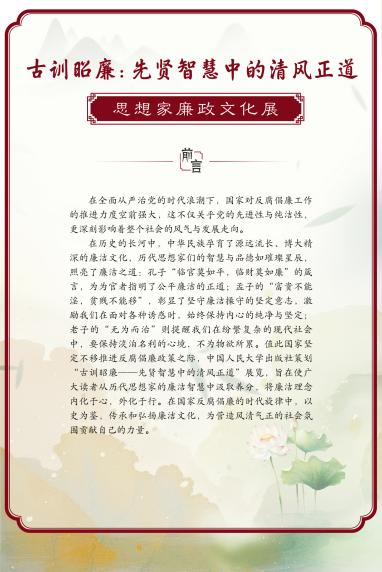 古训昭廉：先贤智慧中的清风正道
思想家廉政文化展
前言
在全面从严治党的时代浪潮下，国家对反腐倡廉工作
的推进力度空前强大，这不仅关乎党的先进性与纯洁性，
更深刻影响着整个社会的风气与发展走向。
在历史的长河中，中华民族孕育了源远流长、博大精
深的廉洁文化，历代思想家们的智慧与品德如璀璨星辰，
照亮了廉洁之道：孔子“临官莫如平，临财莫如廉”的箴
言，为为官者指明了公平廉洁的正道；孟子的“富贵不能
淫，贫贱不能移”，彰显了坚守廉洁操守的坚定意志，激
励我们在面对各种诱惑时，始终保持内心的纯净与坚定；
老子的“无为而治”则提醒我们在纷繁复杂的现代社会
中，要保持淡泊名利的心境，不为物欲所累。值此国家坚
定不移推进反腐倡廉政策之际，中国人民大学出版社策划
“古训昭廉——先贤智慧中的清风正道”展览，旨在使广
大读者从历代思想家的廉洁智慧中汲取养分，将廉洁理念
内化于心，外化于行。在国家反腐倡廉的时代旋律中，以
史为鉴，传承和弘扬廉洁文化，为营造风清气正的社会氛
围贡献自己的力量。